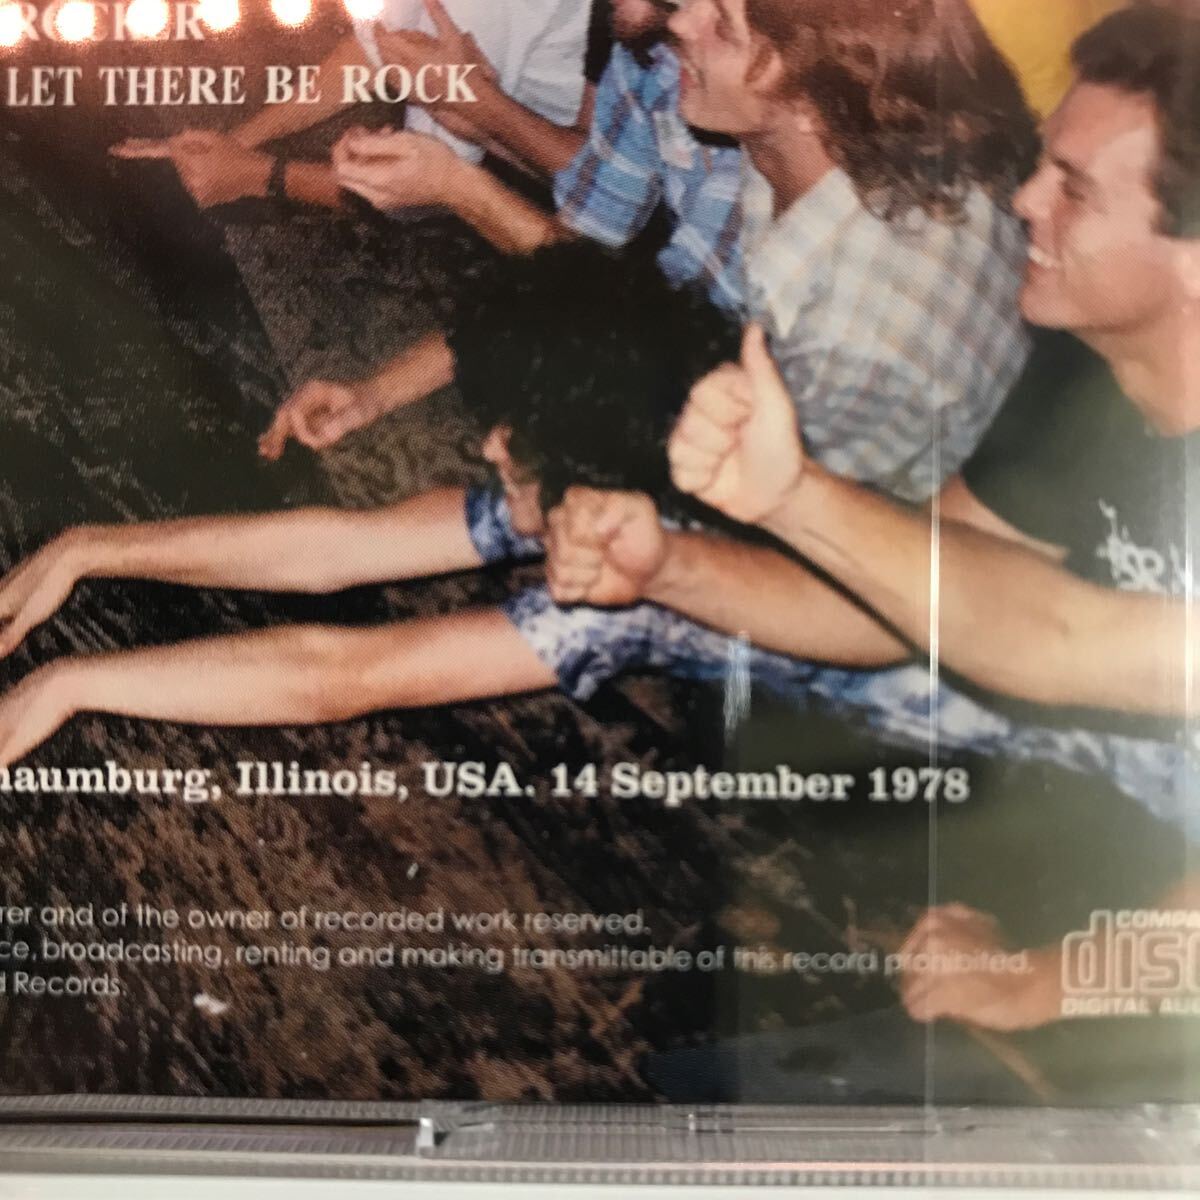 ROCKER
LET THERE BE ROCK
haumburg, Illinois, USA. 14 September 1978
rer and of the owner of recorded work reserved.
ce, broadcasting, renting and making transmittable of this record prohibited.
d Records.
COMPA
disc
DIGITAL AU